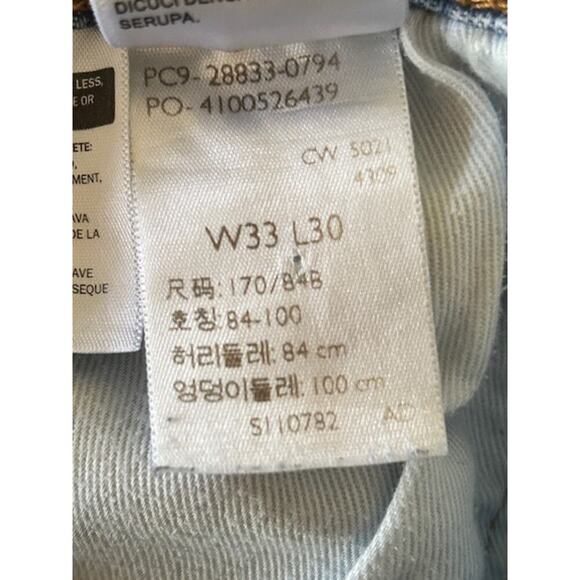 DICUCI DENG
SERUPA.
LESS,
E OR
ETE:
MENT,
AVA
DE LA
AVE
SEQUE
PC9-28833-0794
PO-4100526439
CW 5021
4309
W33 L30
尺码:170/84B
호칭:84-100
허리둘레:84 cm
엉덩이둘레:100 cm
S110782 AD